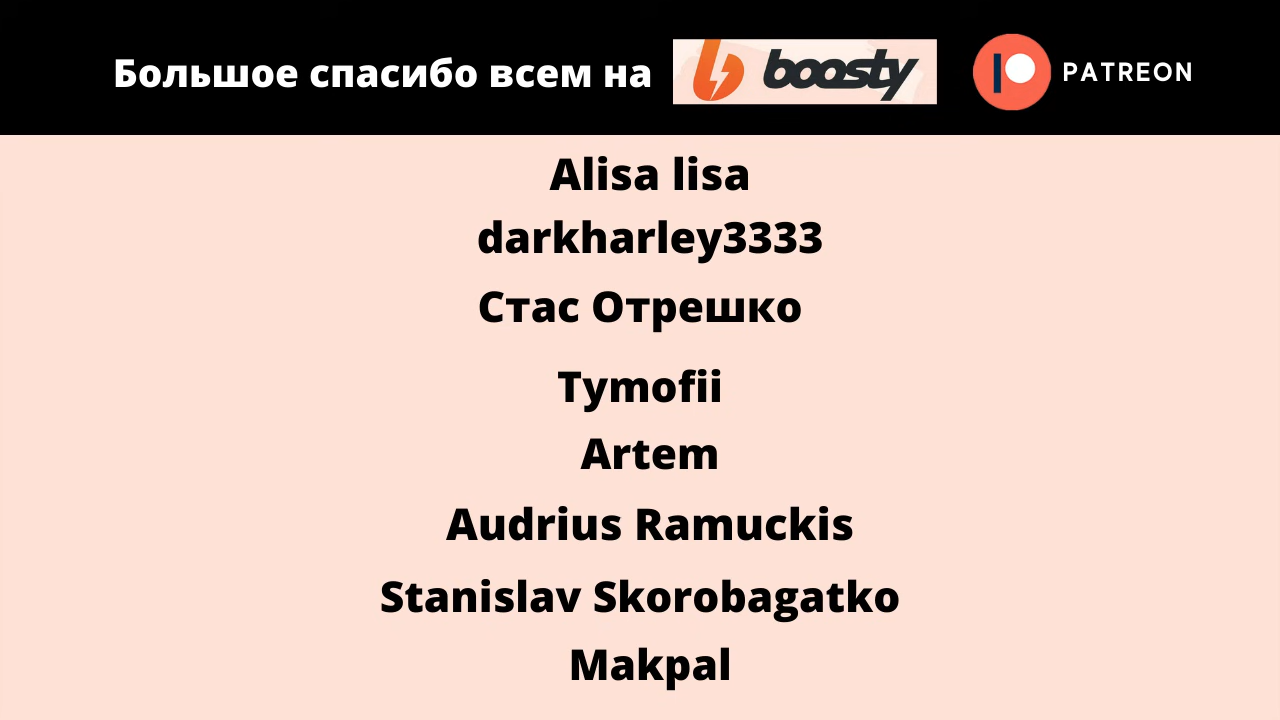 Большое спасибо всем на boosty PATREON
Alisa lisa
darkharley3333
Стас Отрешко
Tymofii
Artem
Audrius Ramuckis
Stanislav Skorobagatko
Makpal